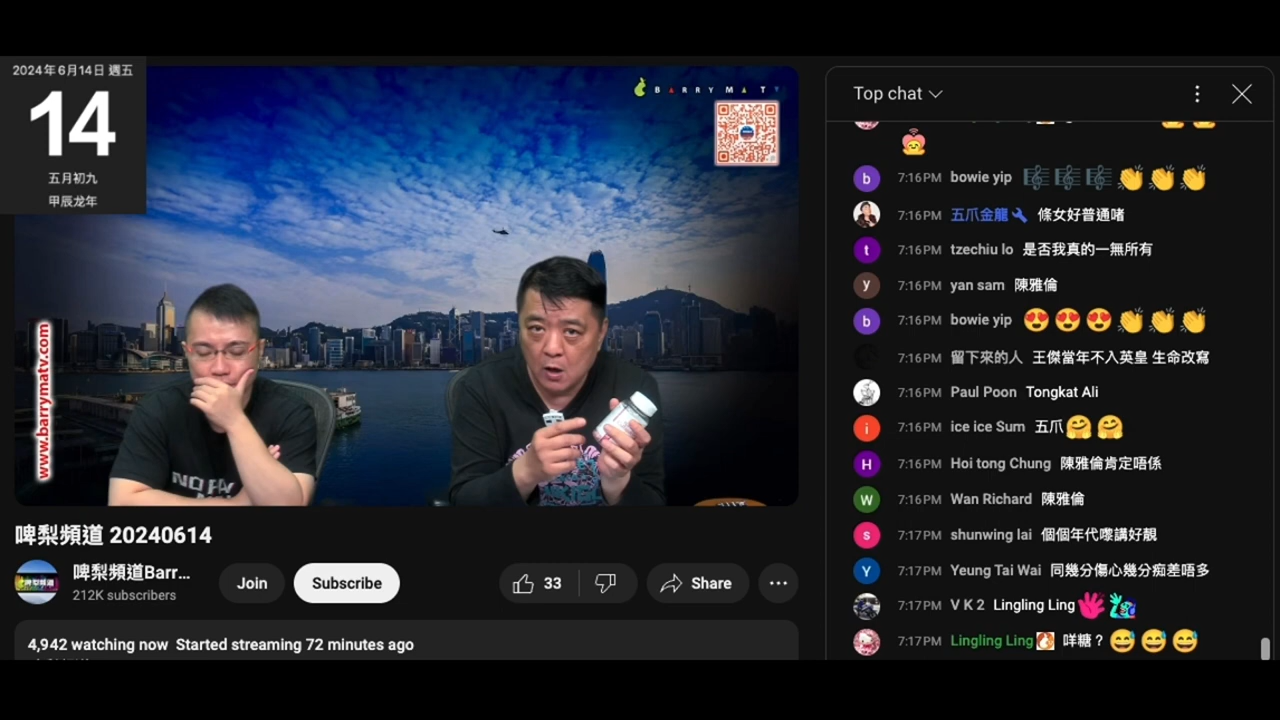 2024年6月14日 週五
14
五月初九
甲辰龙年
BARRYMATV
www.barrymatv.com
啤梨頻道 20240614
啤梨頻道Barr...
212K subscribers
Join
Subscribe
33
Share
4,942 watching now Started streaming 72 minutes ago
Top chat
7:16PM bowie yip
7:16PM 五爪金龍 條女好普通啫
7:16PM tzechiu lo 是否我真的一無所有
7:16PM yan sam 陳雅倫
7:16PM bowie yip
7:16PM 留下來的人 王傑當年不入英皇 生命改寫
7:16PM Paul Poon Tongkat Ali
7:16PM ice ice Sum 五爪
7:16PM Hoi tong Chung 陳雅倫肯定唔係
7:16PM Wan Richard 陳雅倫
7:17PM shunwing lai 個個年代嚟講好靚
7:17PM Yeung Tai Wai 同幾分傷心幾分痴差唔多
7:17PM V K 2 Lingling Ling
7:17PM Lingling Ling 咩糖？